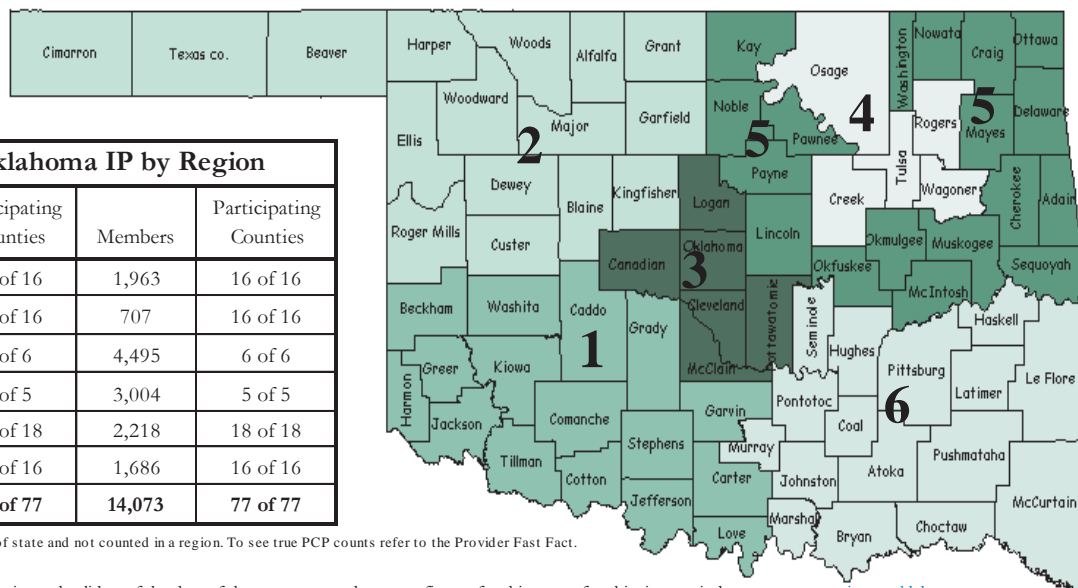 Cimarron Texas co. Beaver Harper Woods Alfalfa Grant Kay Osage Washington Nowata Craig Ottawa
Woodward Ellis Major Garfield Noble Pawnee Rogers Mayes Delaware
2 5 4 5
Dewey Blaine Kingfisher Logan Payne Creek Tulsa Wagoner Cherokee Adair
Roger Mills Custer Canadian Oklahoma Lincoln Okfuskee Okmulgee Muskogee Sequoyah
3
Beckham Washita Caddo Grady Cleveland Seminole McIntosh Haskell
1
Harmon Greer Kiowa McClain Hughes Pittsburg Latimer Le Flore
6
Jackson Comanche Garvin Pontotoc Coal
Tillman Stephens Murray Atoka Pushmataha
Cotton Carter Johnston McCurtain
Jefferson Love Bryan Choctaw
klahoma IP by Region
Members Participating
Counties
of 16 1,963 16 of 16
of 16 707 16 of 16
of 6 4,495 6 of 6
of 5 3,004 5 of 5
of 18 2,218 18 of 18
of 16 1,686 16 of 16
of 77 14,073 77 of 77
of state and not counted in a region. To see true PCP counts refer to the Provider Fast Fact.